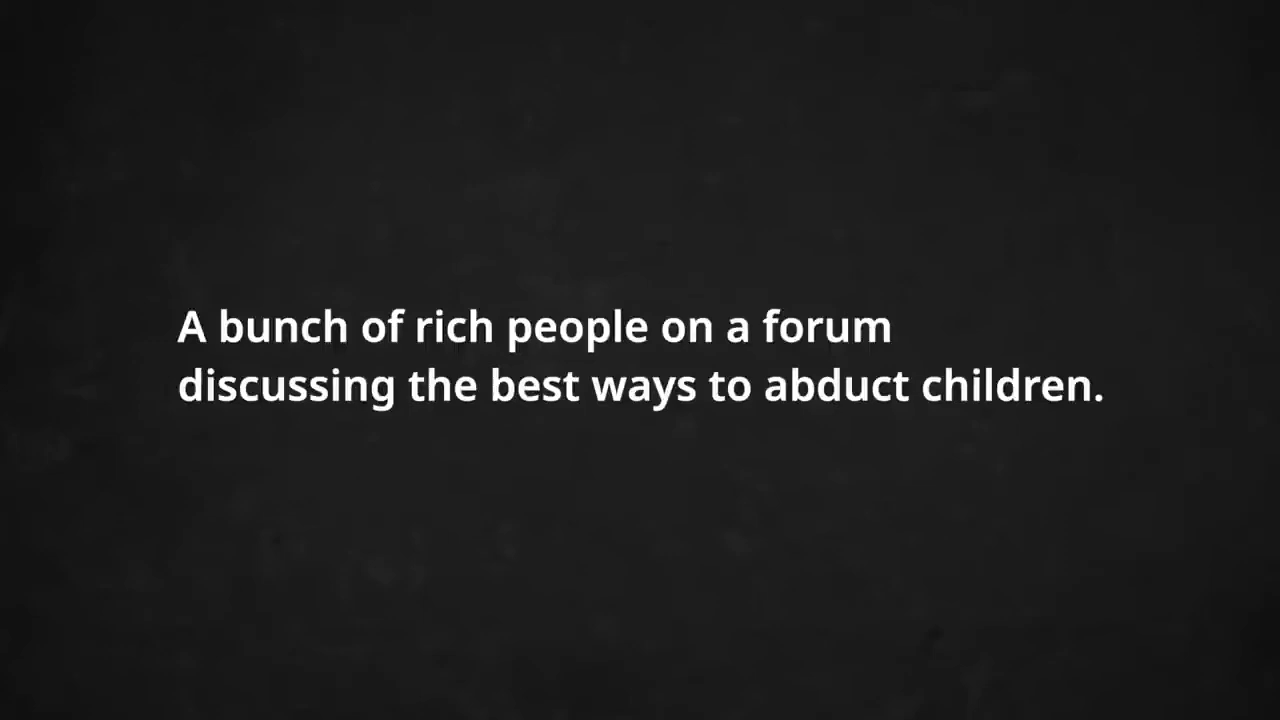 A bunch of rich people on a forum
discussing the best ways to abduct children.